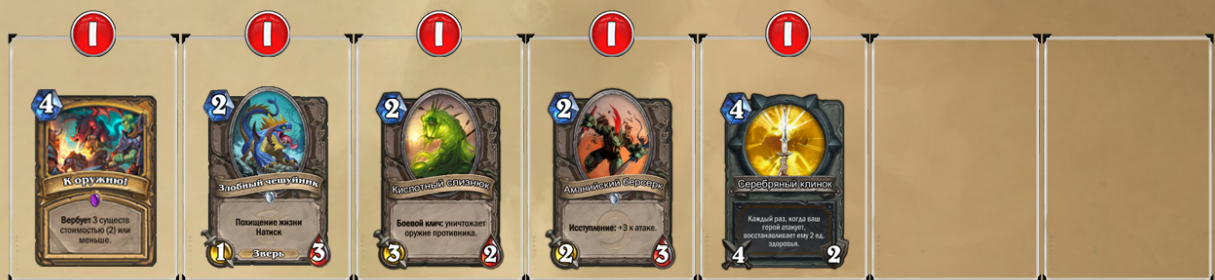 1
1
1
1
1
4
К оружию!
Вербует 3 существ
стоимостью (2) или
меньше.
2
Злобный чешуйник
Похищение жизни
Натиск
1
Зверь
3
2
Кислотный слизнюк
Боевой клич: уничтожает
оружие противника.
3
2
2
Аманийский берсерк
Исступление: +3 к атаке.
2
3
4
Серебряный клинок
Каждый раз, когда ваш
герой атакует,
восстанавливает ему 2 ед.
здоровья.
4
2